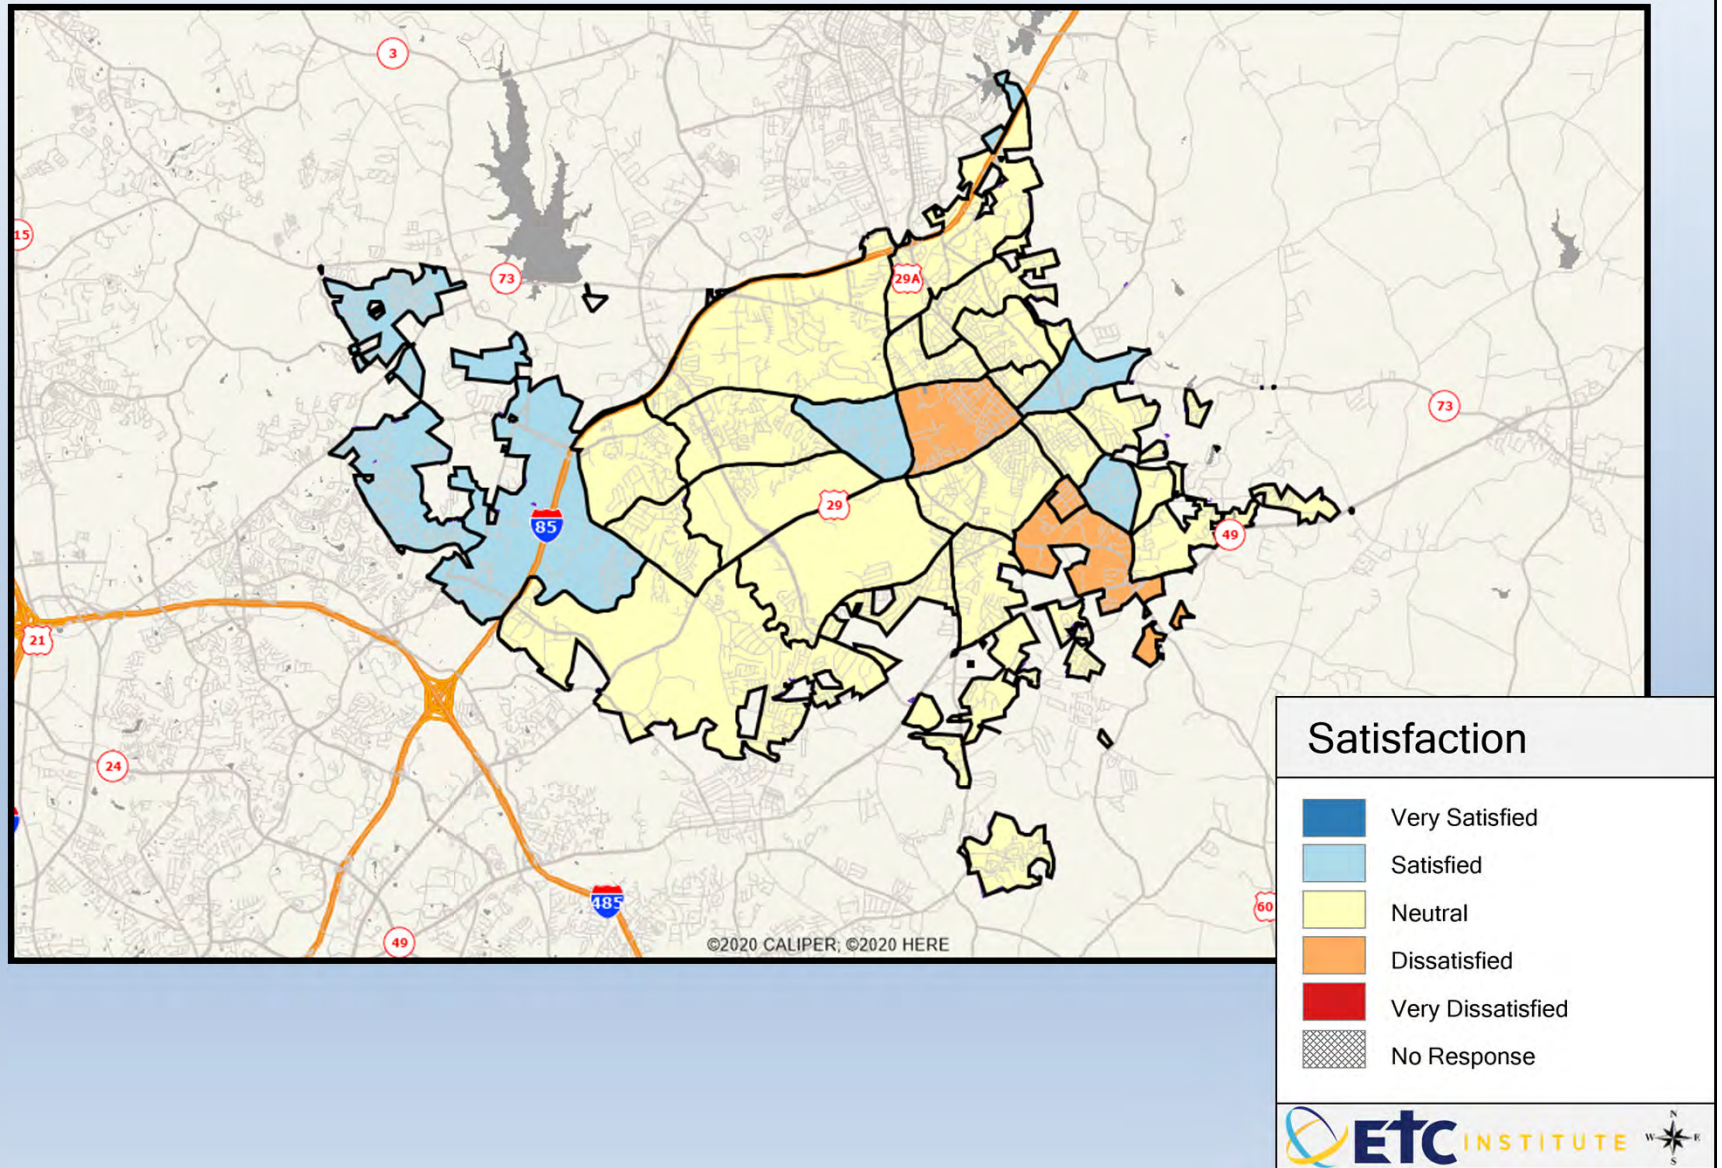 3
15
73
29A
73
29
85
49
21
24
485
60
49
©2020 CALIPER; ©2020 HERE
Satisfaction
Very Satisfied
Satisfied
Neutral
Dissatisfied
Very Dissatisfied
No Response
ETC INSTITUTE
N
W E
S